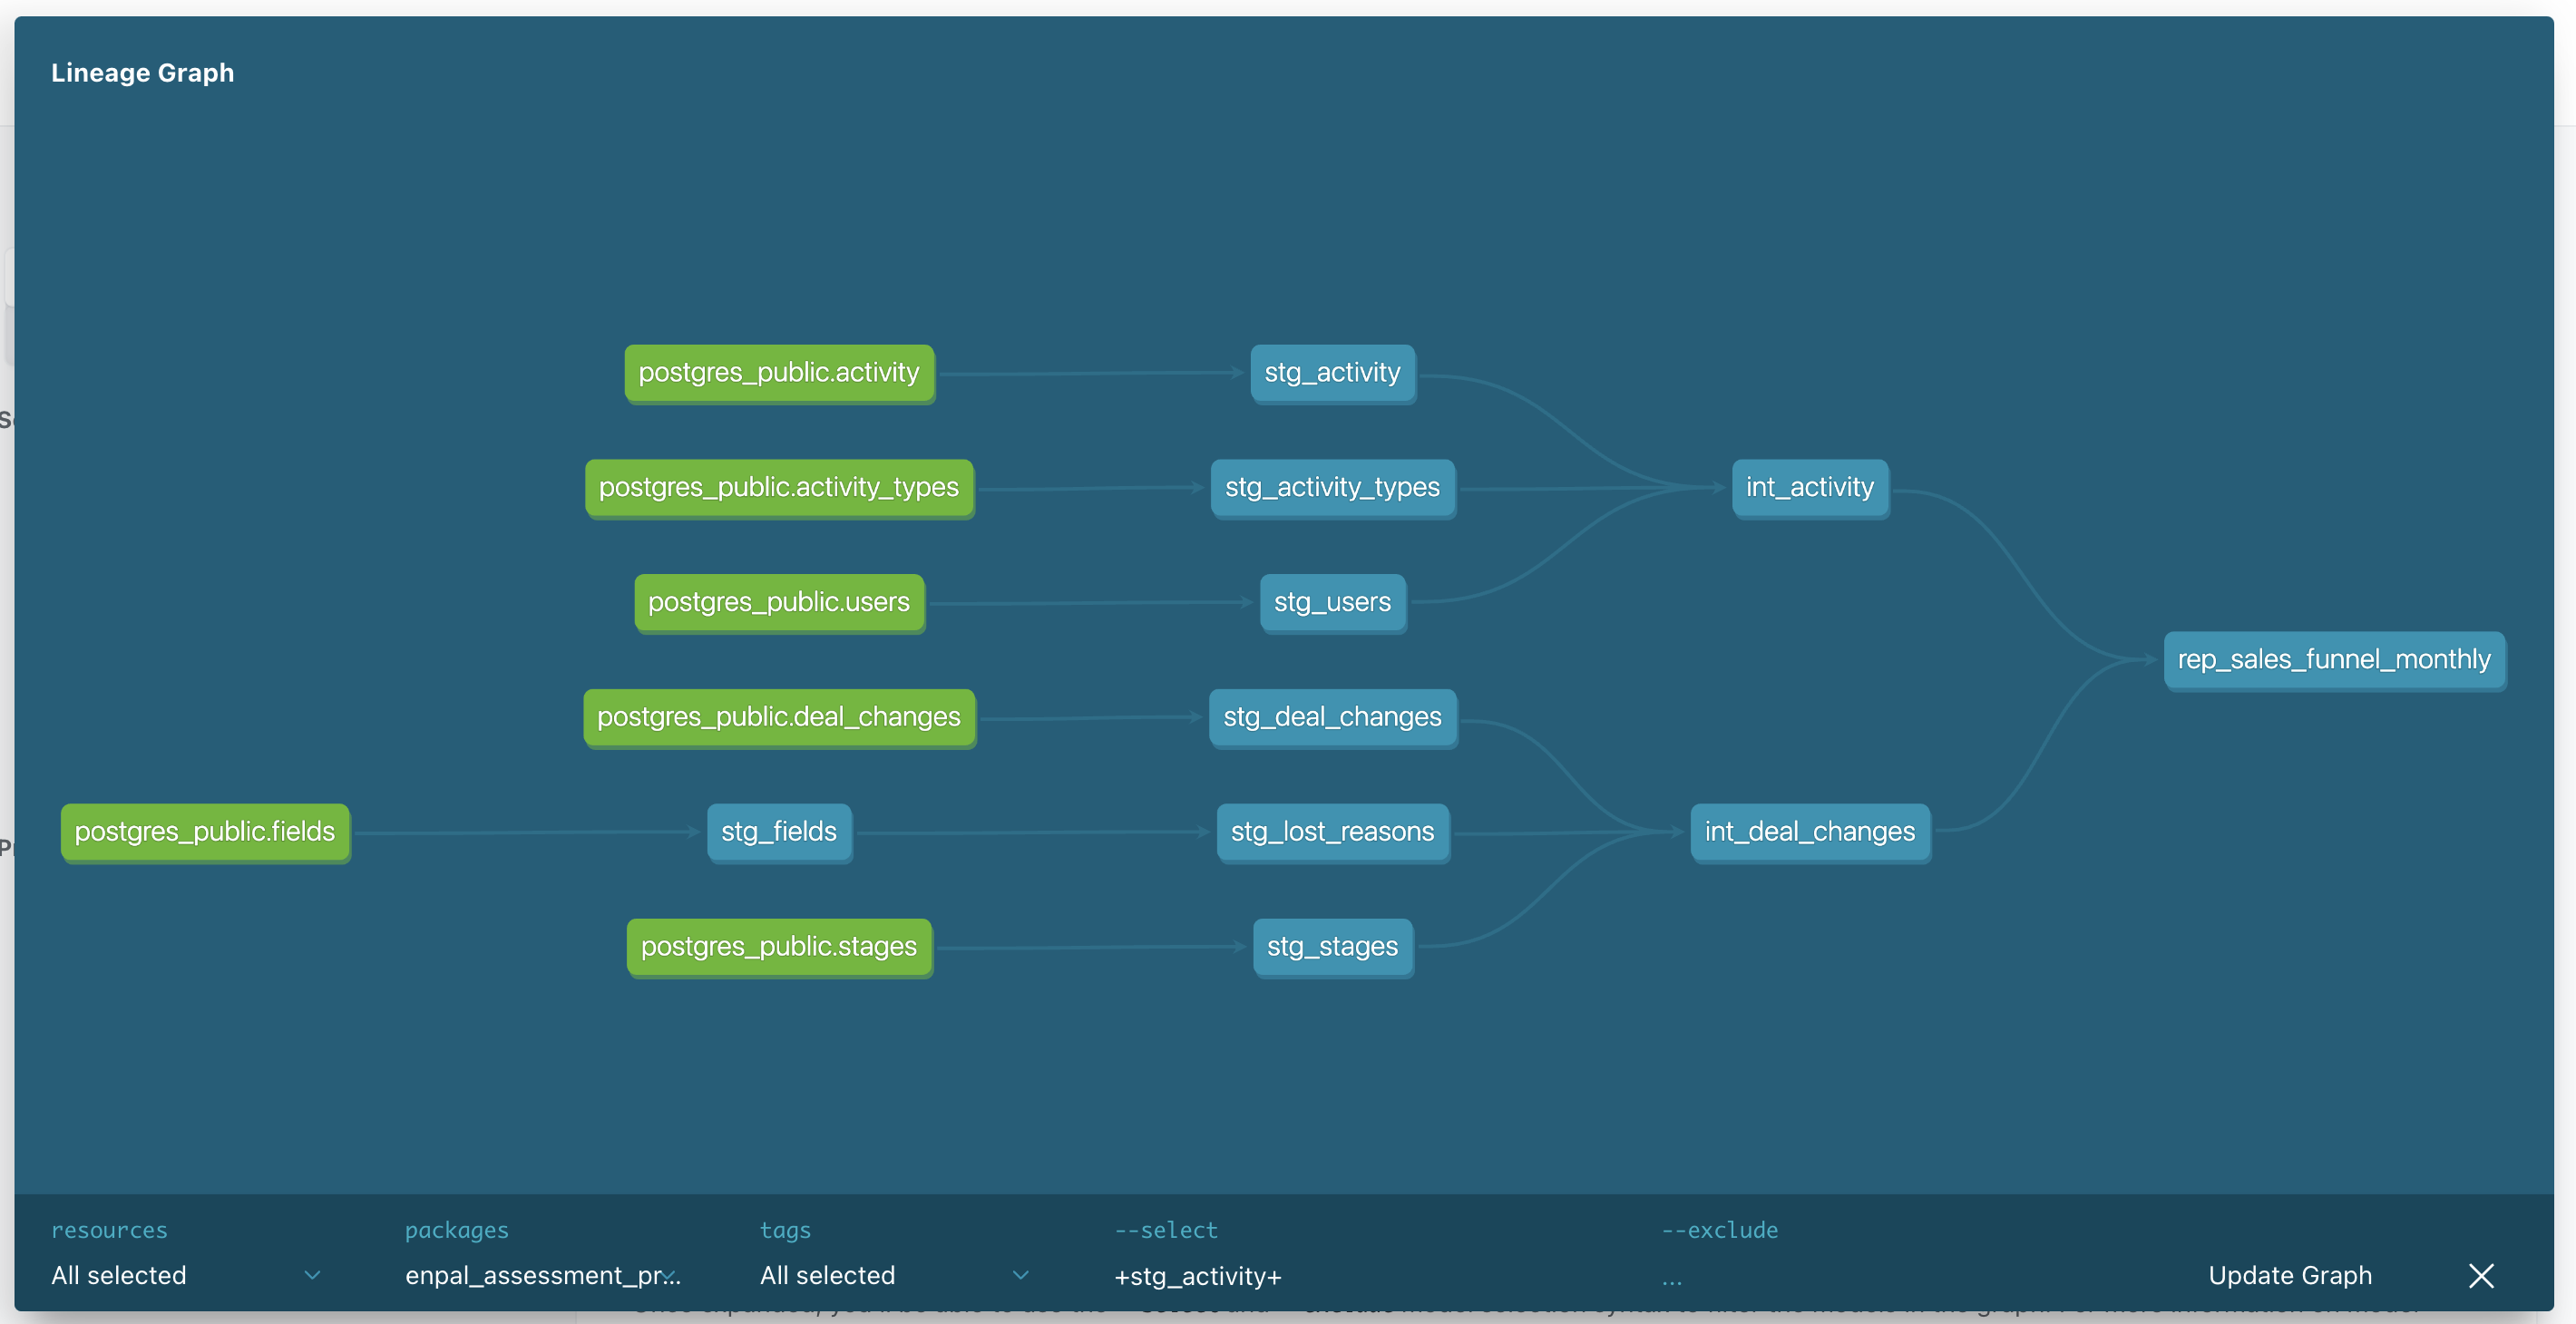 Lineage Graph
postgres_public.activity
stg_activity
postgres_public.activity_types
stg_activity_types
int_activity
postgres_public.users
stg_users
rep_sales_funnel_monthly
postgres_public.deal_changes
stg_deal_changes
postgres_public.fields
stg_fields
stg_lost_reasons
int_deal_changes
postgres_public.stages
stg_stages
resources
packages
tags
--select
--exclude
All selected
enpal_assessment_pr...
All selected
+stg_activity+
...
Update Graph